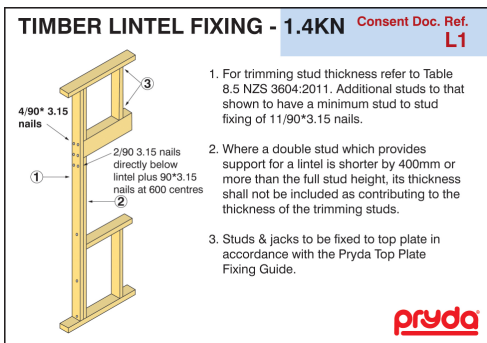 TIMBER LINTEL FIXING - 1.4KN
Consent Doc. Ref.
L1
3
4/90* 3.15
nails
2/90 3.15 nails
directly below
lintel plus 90*3.15
nails at 600 centres
1
2
1. For trimming stud thickness refer to Table
8.5 NZS 3604:2011. Additional studs to that
shown to have a minimum stud to stud
fixing of 11/90*3.15 nails.
2. Where a double stud which provides
support for a lintel is shorter by 400mm or
more than the full stud height, its thickness
shall not be included as contributing to the
thickness of the trimming studs.
3. Studs & jacks to be fixed to top plate in
accordance with the Pryda Top Plate
Fixing Guide.
pryda